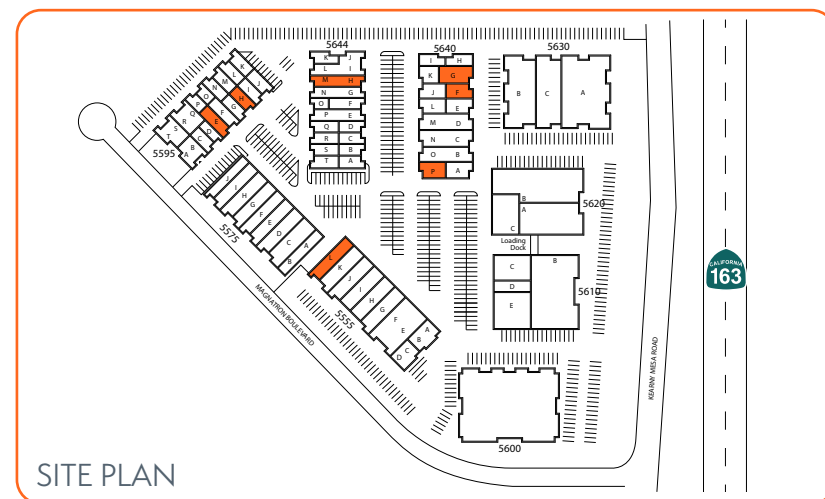 5644
K J
L I
M H
N G
O F
P E
Q D
R C
S B
T A
5640
I H
K G
J F
L E
M D
N C
O B
P A
5630
B C A
5595
K
L J
M I
N H
O G
P F
Q E
R D
S C
T B
A
5575
J
I
H
G
F
E
D
C
A
B
5555
L
K
J
I
H
G
F
E
A
B
C
D
5620
B
A
C
Loading
Dock
5610
C
B
D
E
5600
MAGNATRON BOULEVARD
KEARNY MESA ROAD
CALIFORNIA
163
SITE PLAN